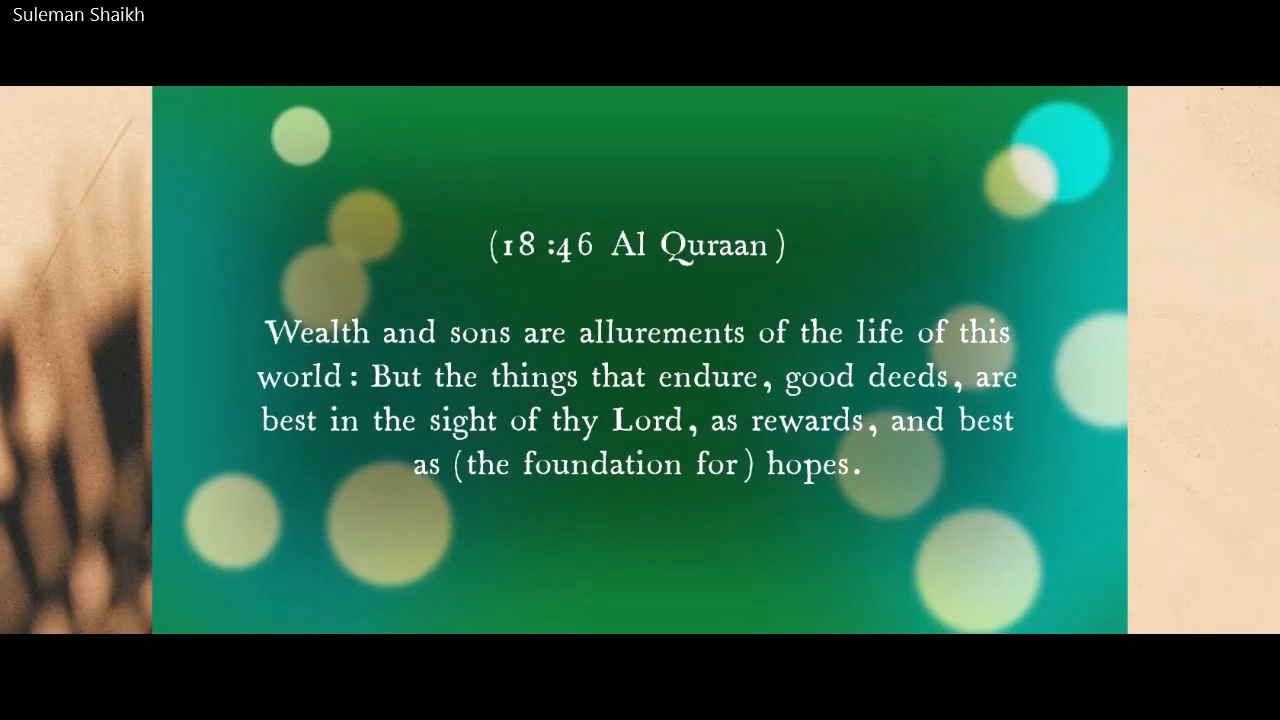 Suleman Shaikh
(18 :46 Al Quraan)
Wealth and sons are allurements of the life of this
world: But the things that endure, good deeds, are
best in the sight of thy Lord, as rewards, and best
as (the foundation for) hopes.